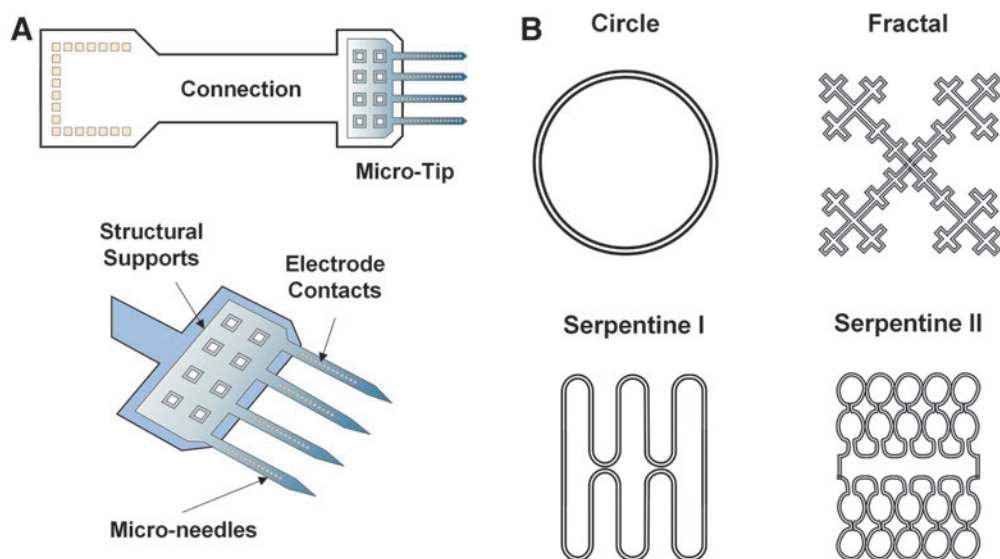 A
Connection
Micro-Tip
Structural
Supports
Electrode
Contacts
Micro-needles
B
Circle
Fractal
Serpentine I
Serpentine II